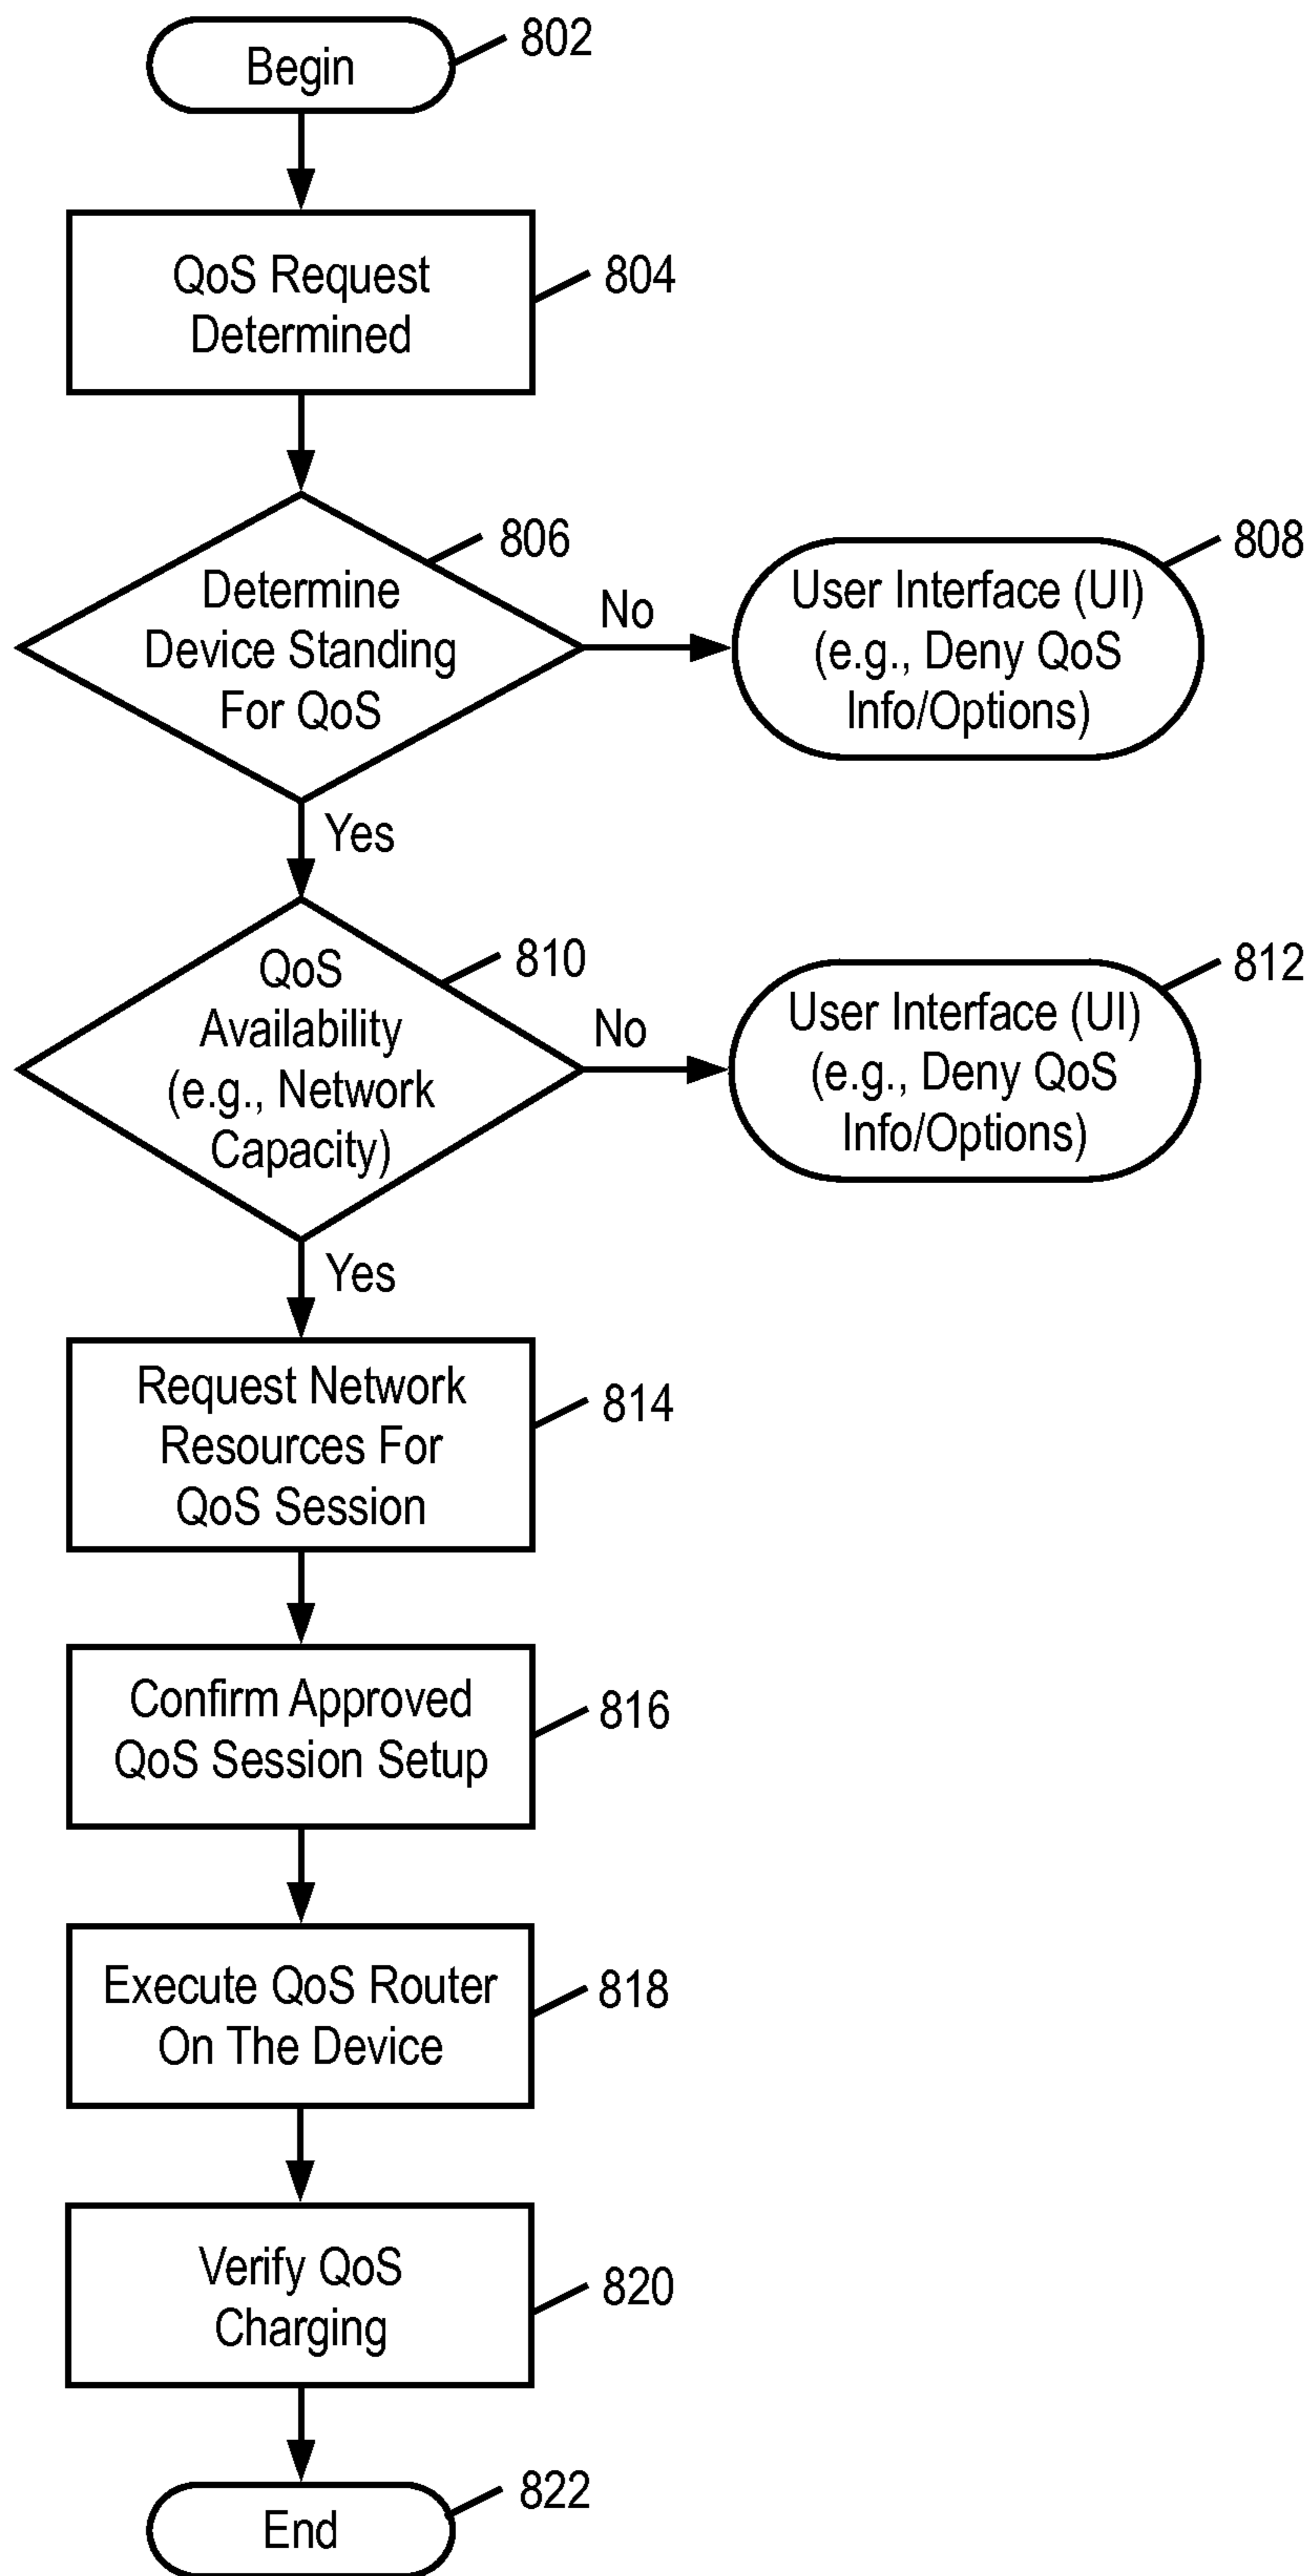 Begin
802
QoS Request
Determined
804
806
Determine
Device Standing
For QoS
No
808
User Interface (UI)
(e.g., Deny QoS
Info/Options)
Yes
810
QoS
Availability
(e.g., Network
Capacity)
No
812
User Interface (UI)
(e.g., Deny QoS
Info/Options)
Yes
Request Network
Resources For
QoS Session
814
Confirm Approved
QoS Session Setup
816
Execute QoS Router
On The Device
818
Verify QoS
Charging
820
End
822